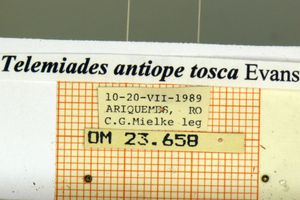 Telemiades antiope tosca Evans
10-20-VII-1989
ARIQUEMES, RO
C.G.Mielke leg
OM 23.658